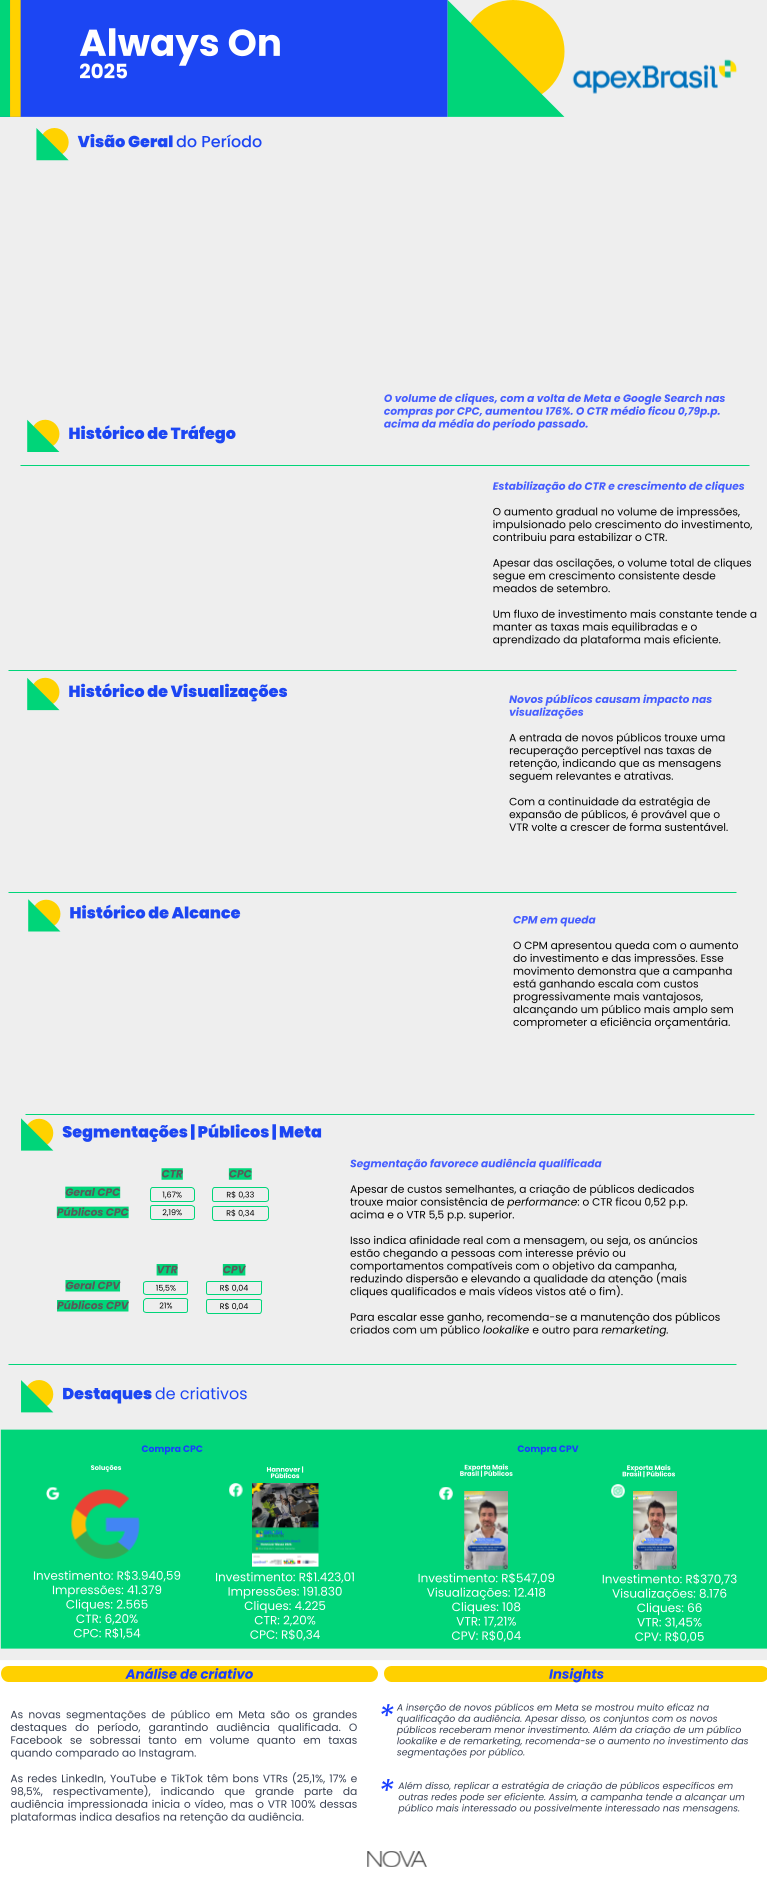 Always On
2025
apexBrasil
Visão Geral do Período
O volume de cliques, com a volta de Meta e Google Search nas
compras por CPC, aumentou 176%. O CTR médio ficou 0,79p.p.
acima da média do período passado.
Histórico de Tráfego
Estabilização do CTR e crescimento de cliques
O aumento gradual no volume de impressões,
impulsionado pelo crescimento do investimento,
contribuiu para estabilizar o CTR.
Apesar das oscilações, o volume total de cliques
segue em crescimento consistente desde
meados de setembro.
Um fluxo de investimento mais constante tende a
manter as taxas mais equilibradas e o
aprendizado da plataforma mais eficiente.
Histórico de Visualizações
Novos públicos causam impacto nas
visualizações
A entrada de novos públicos trouxe uma
recuperação perceptível nas taxas de
retenção, indicando que as mensagens
seguem relevantes e atrativas.
Com a continuidade da estratégia de
expansão de públicos, é provável que o
VTR volte a crescer de forma sustentável.
Histórico de Alcance
CPM em queda
O CPM apresentou queda com o aumento
do investimento e das impressões. Esse
movimento demonstra que a campanha
está ganhando escala com custos
progressivamente mais vantajosos,
alcançando um público mais amplo sem
comprometer a eficiência orçamentária.
Segmentações | Públicos | Meta
CTR CPC
Geral CPC 1,67% R$ 0,33
Públicos CPC 2,19% R$ 0,34
VTR CPV
Geral CPV 15,5% R$ 0,04
Públicos CPV 21% R$ 0,04
Segmentação favorece audiência qualificada
Apesar de custos semelhantes, a criação de públicos dedicados
trouxe maior consistência de performance: o CTR ficou 0,52 p.p.
acima e o VTR 5,5 p.p. superior.
Isso indica afinidade real com a mensagem, ou seja, os anúncios
estão chegando a pessoas com interesse prévio ou
comportamentos compatíveis com o objetivo da campanha,
reduzindo dispersão e elevando a qualidade da atenção (mais
cliques qualificados e mais vídeos vistos até o fim).
Para escalar esse ganho, recomenda-se a manutenção dos públicos
criados com um público lookalike e outro para remarketing.
Destaques de criativos
Compra CPC
Compra CPV
Soluções
Investimento: R$3.940,59
Impressões: 41.379
Cliques: 2.565
CTR: 6,20%
CPC: R$1,54
Hannover |
Públicos
Investimento: R$1.423,01
Impressões: 191.830
Cliques: 4.225
CTR: 2,20%
CPC: R$0,34
Exporta Mais
Brasil | Públicos
Investimento: R$547,09
Visualizações: 12.418
Cliques: 108
VTR: 17,21%
CPV: R$0,04
Exporta Mais
Brasil | Públicos
Investimento: R$370,73
Visualizações: 8.176
Cliques: 66
VTR: 31,45%
CPV: R$0,05
Análise de criativo
As novas segmentações de público em Meta são os grandes
destaques do período, garantindo audiência qualificada. O
Facebook se sobressai tanto em volume quanto em taxas
quando comparado ao Instagram.
As redes LinkedIn, YouTube e TikTok têm bons VTRs (25,1%, 17% e
98,5%, respectivamente), indicando que grande parte da
audiência impressionada inicia o vídeo, mas o VTR 100% dessas
plataformas indica desafios na retenção da audiência.
Insights
* A inserção de novos públicos em Meta se mostrou muito eficaz na
qualificação da audiência. Apesar disso, os conjuntos com os novos
públicos receberam menor investimento. Além da criação de um público
lookalike e de remarketing, recomenda-se o aumento no investimento das
segmentações por público.
* Além disso, replicar a estratégia de criação de públicos específicos em
outras redes pode ser eficiente. Assim, a campanha tende a alcançar um
público mais interessado ou possivelmente interessado nas mensagens.
NOVA